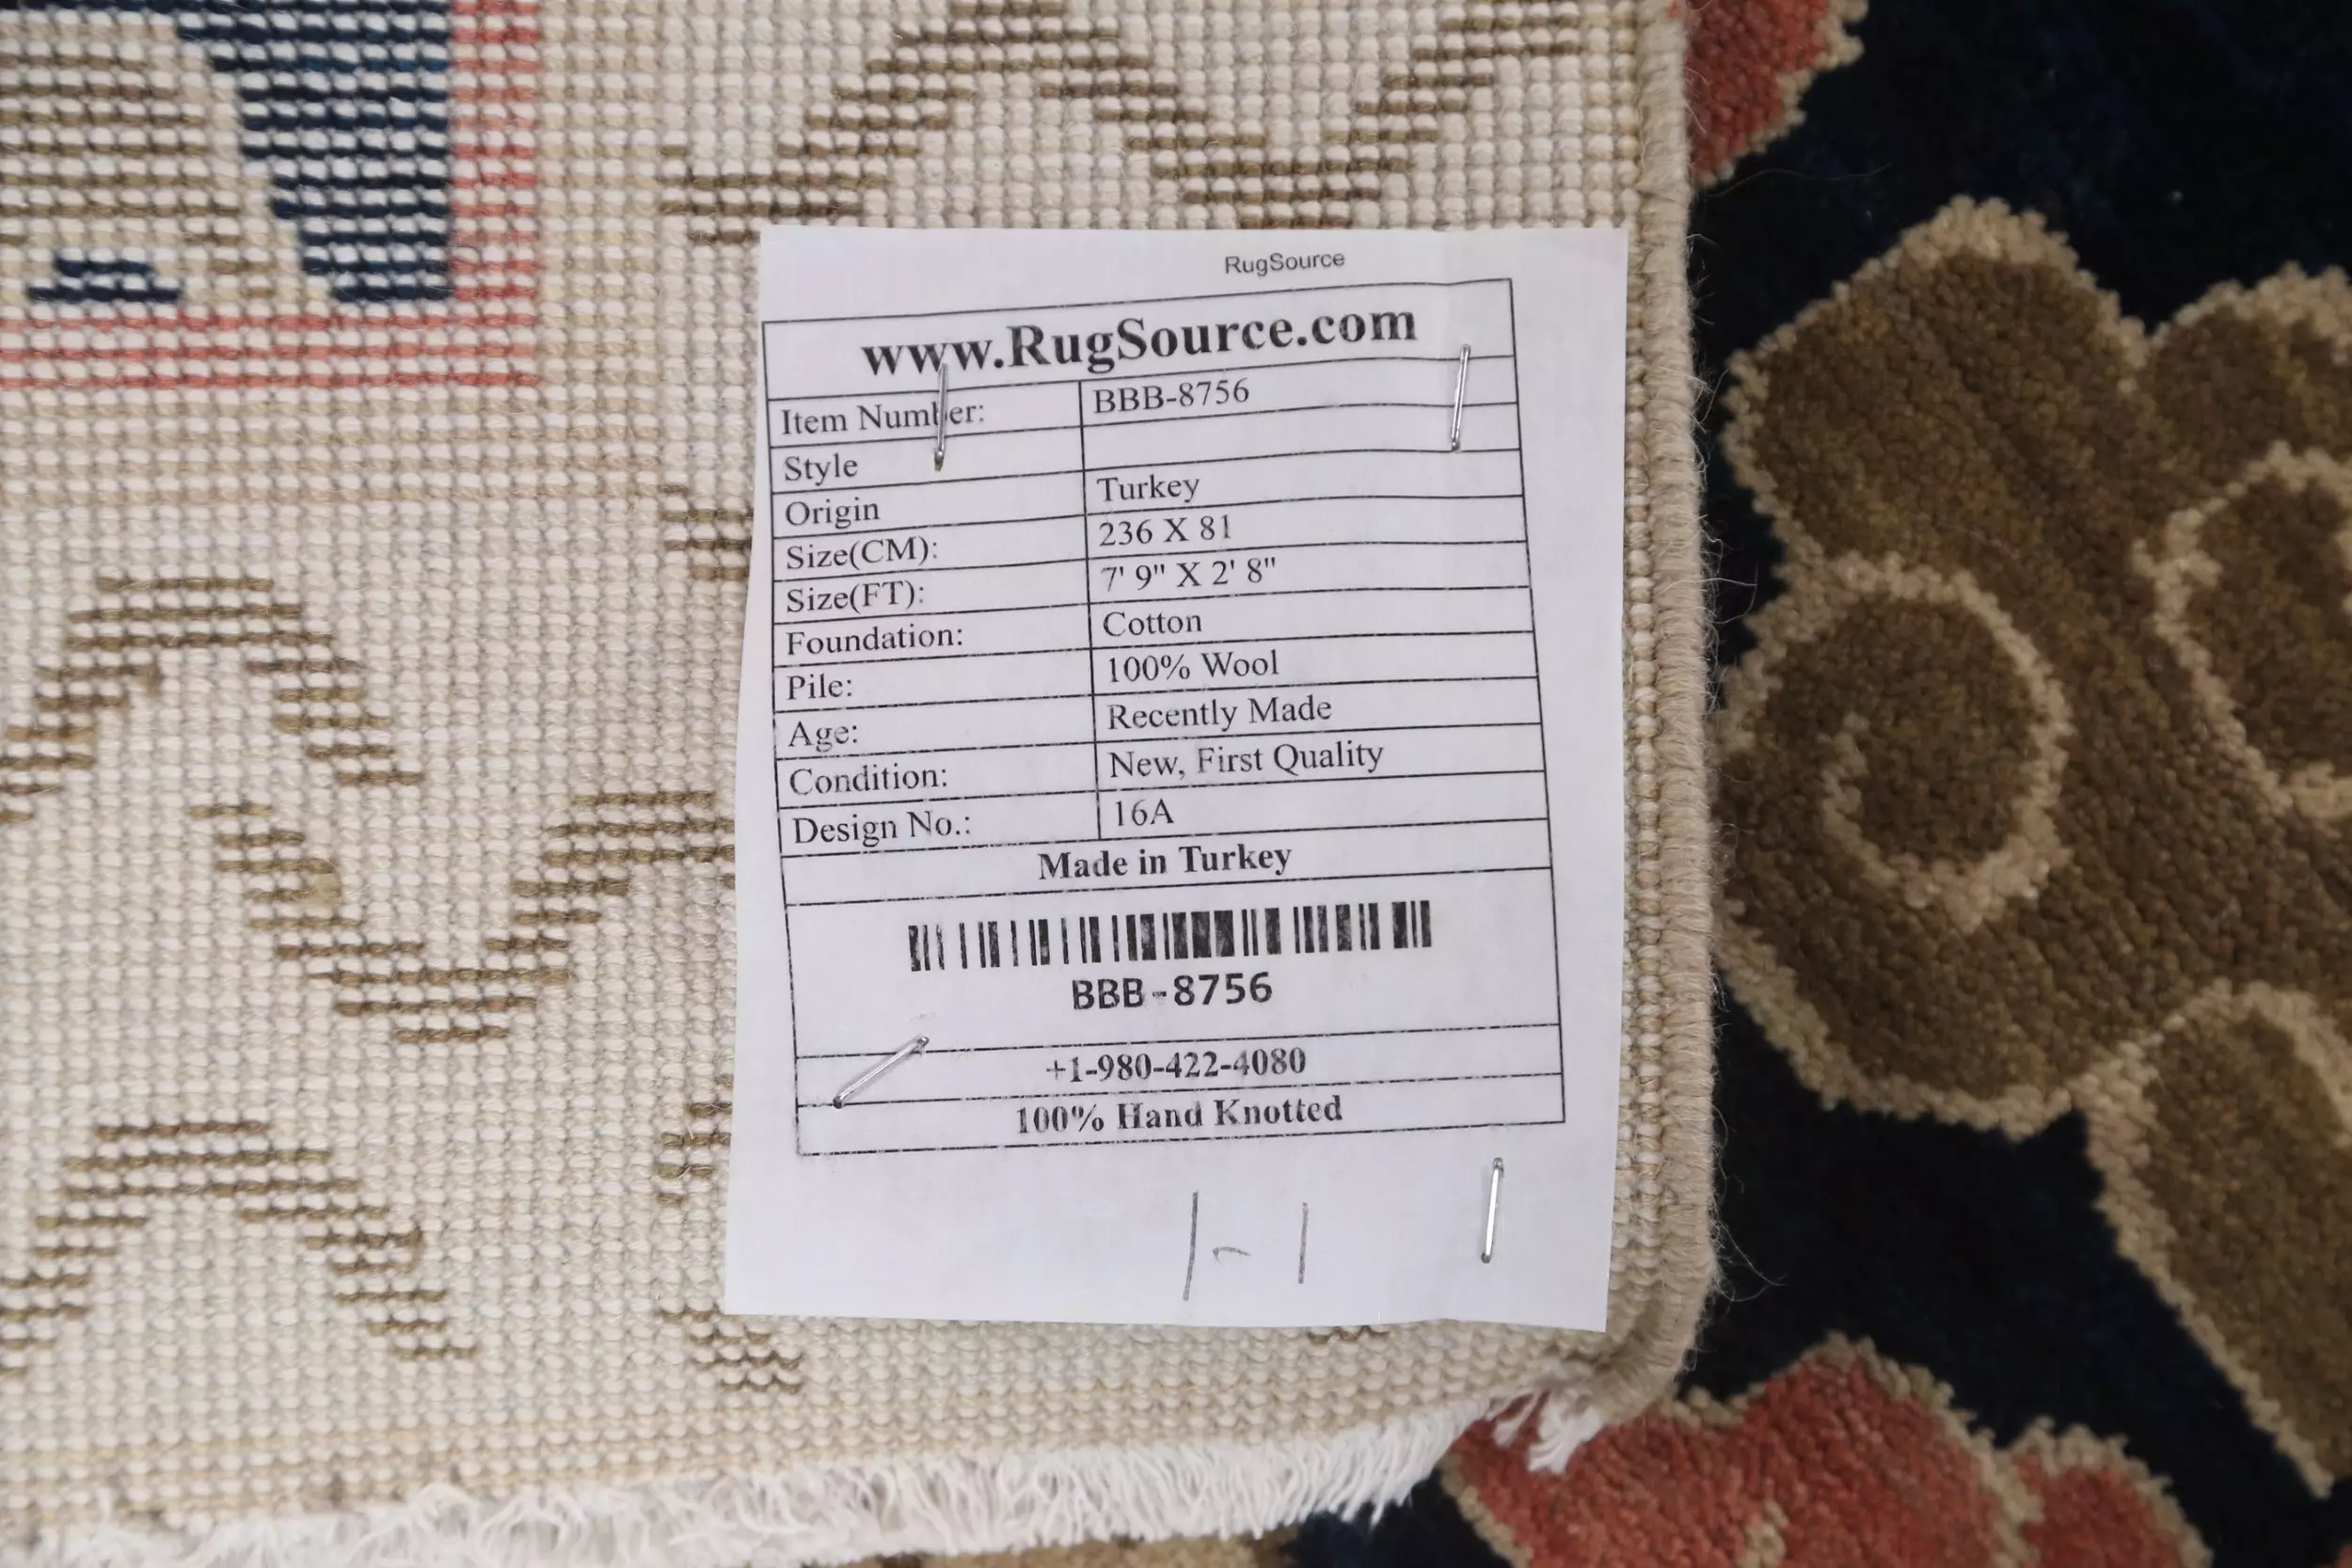 RugSource
www.RugSource.com
Item Number: BBB-8756
Style
Origin Turkey
Size(CM): 236 X 81
Size(FT): 7' 9" X 2' 8"
Foundation: Cotton
Pile: 100% Wool
Age: Recently Made
Condition: New, First Quality
Design No.: 16A
Made in Turkey
BBB-8756
+1-980-422-4080
100% Hand Knotted
1-1